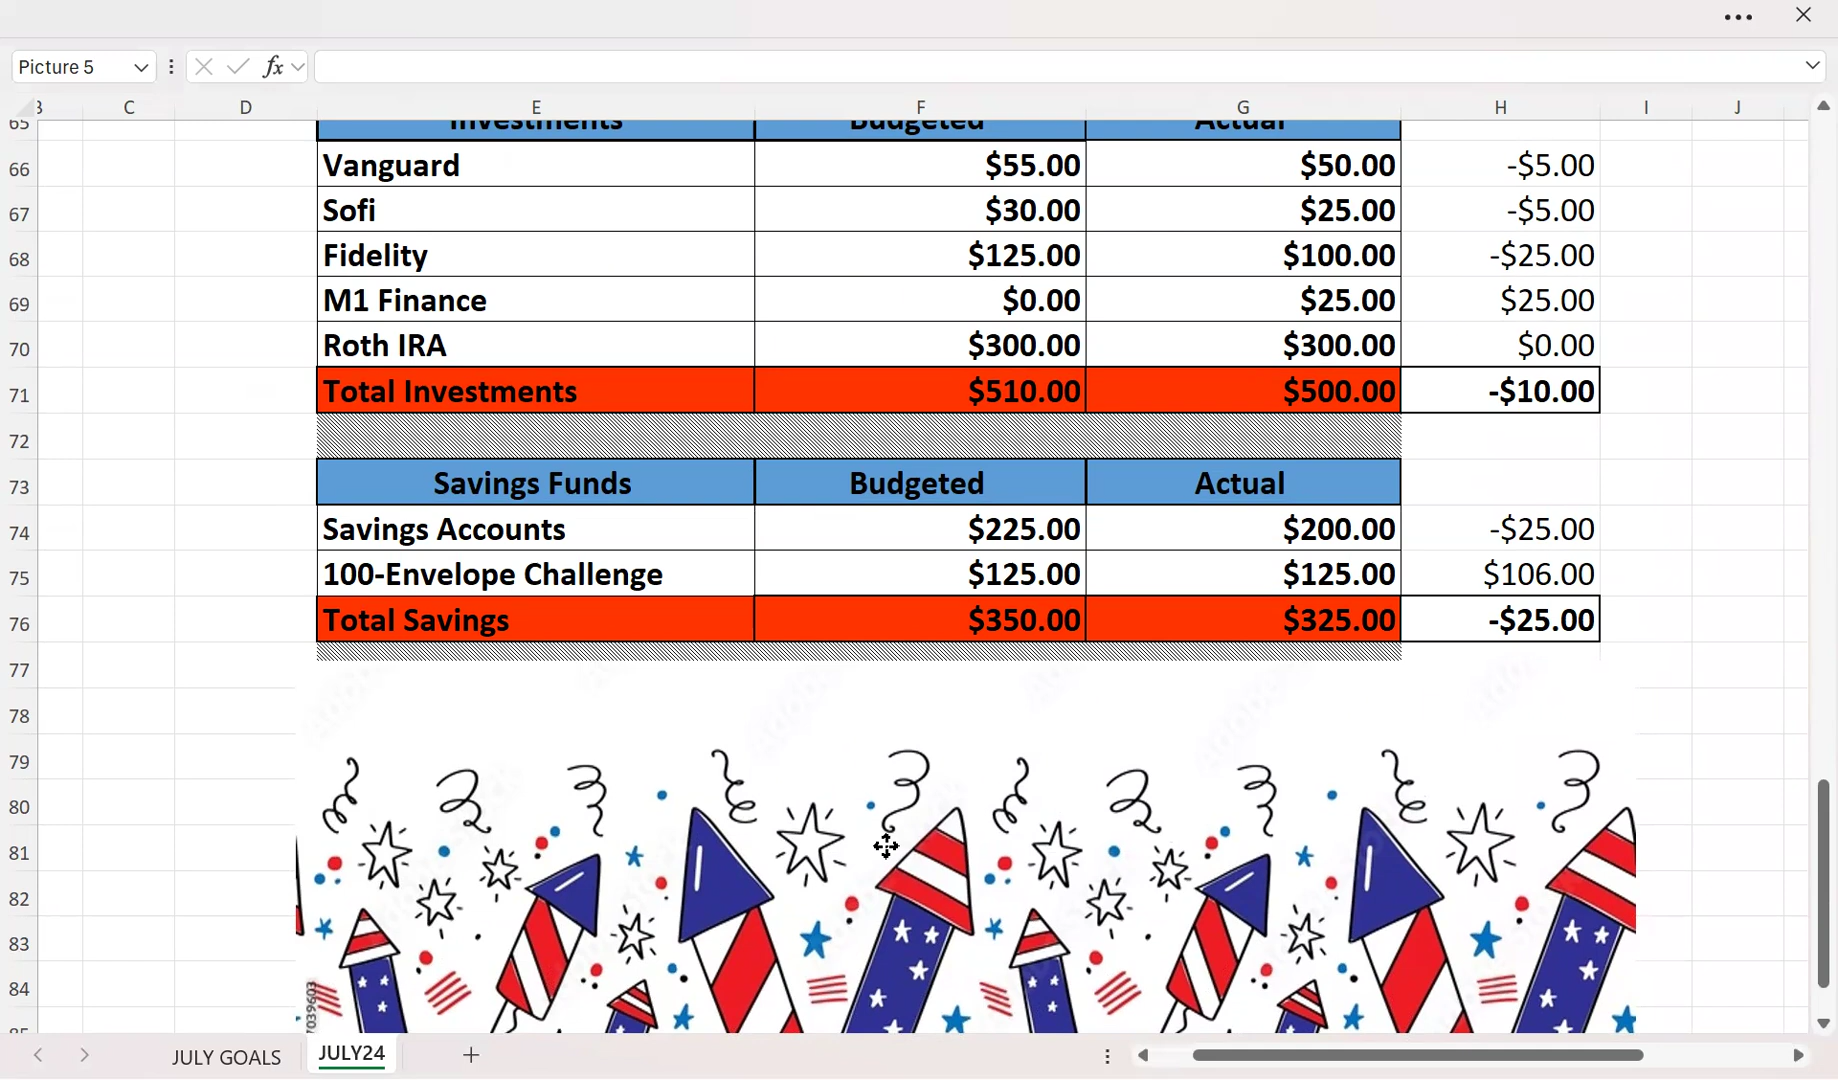 Picture 5 fx
B C D E F G H I J
65 Investments Budgeted Actual
66 Vanguard $55.00 $50.00 -$5.00
67 Sofi $30.00 $25.00 -$5.00
68 Fidelity $125.00 $100.00 -$25.00
69 M1 Finance $0.00 $25.00 $25.00
70 Roth IRA $300.00 $300.00 $0.00
71 Total Investments $510.00 $500.00 -$10.00
72
73 Savings Funds Budgeted Actual
74 Savings Accounts $225.00 $200.00 -$25.00
75 100-Envelope Challenge $125.00 $125.00 $106.00
76 Total Savings $350.00 $325.00 -$25.00
77
78
79
80
81
82
83
84
85
7039603
JULY GOALS JULY24